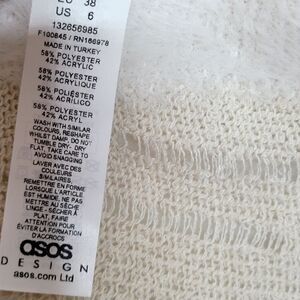 EU 38
US 6
132656985
F100845 / RN166978
MADE IN TURKEY
58% POLYESTER
42% ACRYLIC
58% POLYESTER
42% ACRYLIQUE
58% POLIÉSTER
42% ACRÍLICO
58% POLYESTER
42% ACRYL
WASH WITH SIMILAR
COLOURS, RESHAPE
WHILST DAMP, DO NOT
TUMBLE DRY. DRY
FLAT, TAKE CARE TO
AVOID SNAGGING
LAVER AVEC DES
COULEURS
SIMILAIRES,
REMETTRE EN FORME
LORSQUE L'ARTICLE
EST HUMIDE, NE PAS
METTRE AU SÈCHE
LINGE - SÉCHER À
PLAT, FAIRE
ATTENTION POUR
ÉVITER LA FORMATION
D'ACCROCS
asos
DESIGN
asos.com Ltd